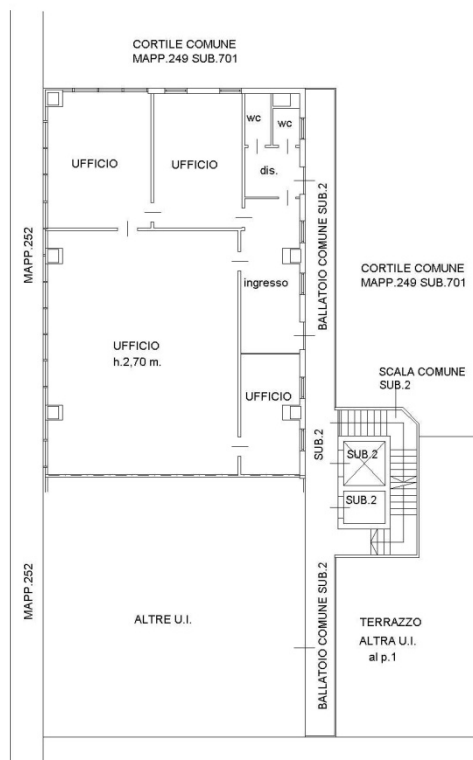 CORTILE COMUNE
MAPP.249 SUB.701
wc
wc
UFFICIO
UFFICIO
dis.
BALLATOIO COMUNE SUB.2
MAPP.252
CORTILE COMUNE
MAPP.249 SUB.701
ingresso
UFFICIO
h.2,70 m.
SCALA COMUNE
SUB.2
UFFICIO
SUB.2
SUB.2
SUB.2
MAPP.252
BALLATOIO COMUNE SUB.2
ALTRE U.I.
TERRAZZO
ALTRA U.I.
al p.1